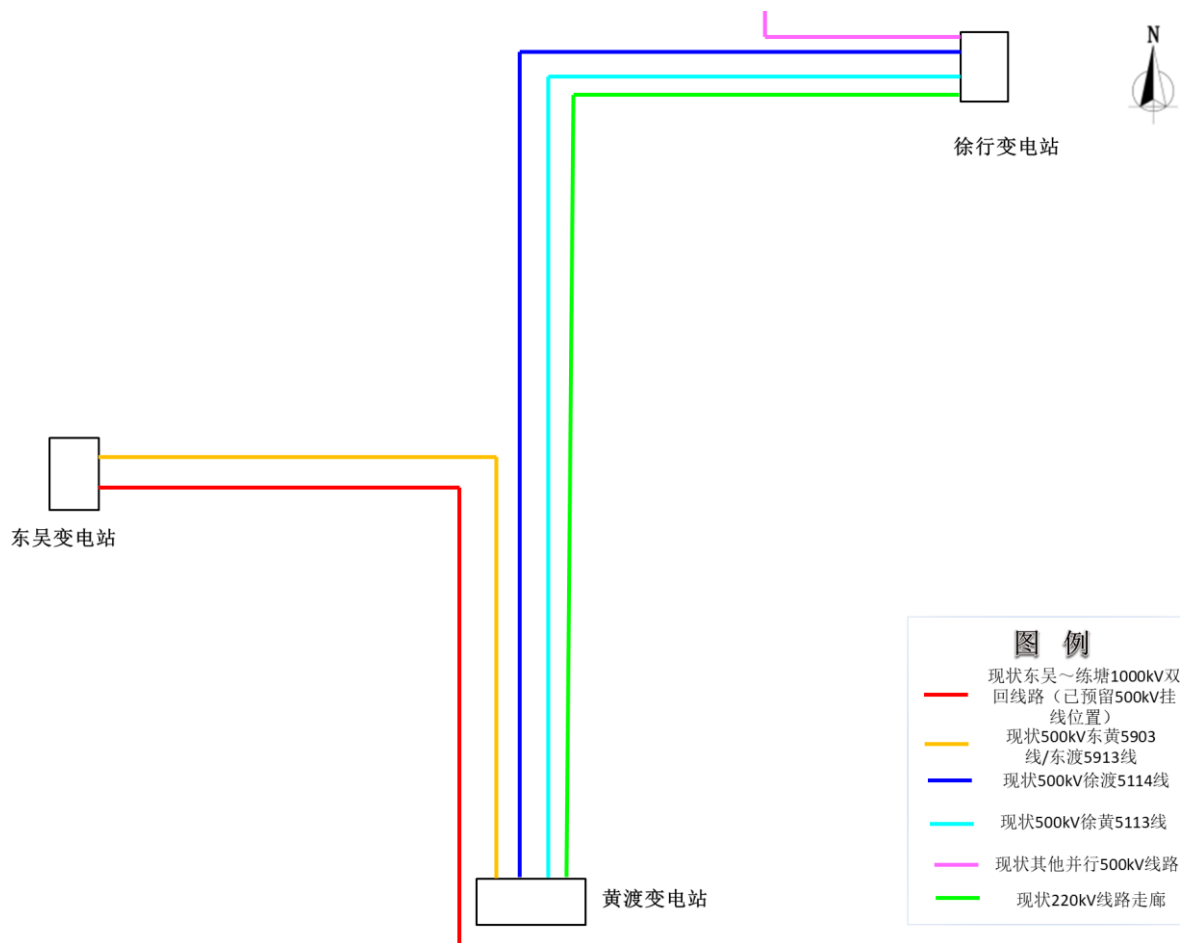 N
徐行变电站
东吴变电站
黄渡变电站
图 例
现状东吴～练塘1000kV双
回线路（已预留500kV挂
线位置）
现状500kV东黄5903
线/东渡5913线
现状500kV徐渡5114线
现状500kV徐黄5113线
现状其他并行500kV线路
现状220kV线路走廊